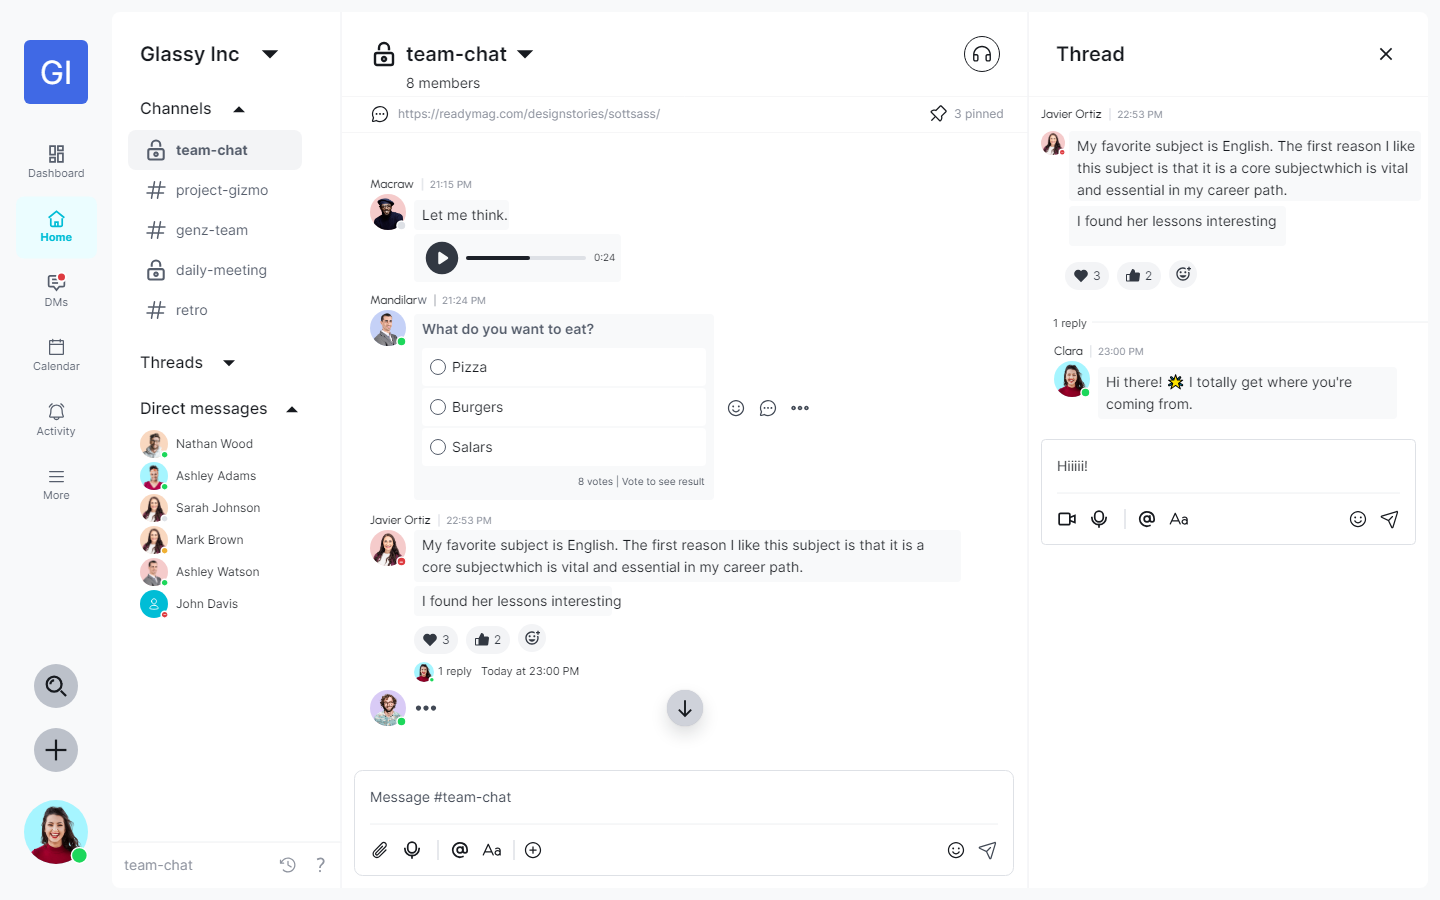 GI
Dashboard
Home
DMs
Calendar
Activity
More
Glassy Inc
Channels
team-chat
project-gizmo
genz-team
daily-meeting
retro
Threads
Direct messages
Nathan Wood
Ashley Adams
Sarah Johnson
Mark Brown
Ashley Watson
John Davis
team-chat
?
team-chat
8 members
https://readymag.com/designstories/sottsass/
3 pinned
Macraw | 21:15 PM
Let me think.
0:24
Mandilarw | 21:24 PM
What do you want to eat?
Pizza
Burgers
Salars
8 votes | Vote to see result
Javier Ortiz | 22:53 PM
My favorite subject is English. The first reason I like this subject is that it is a
core subjectwhich is vital and essential in my career path.
I found her lessons interesting
3
2
1 reply Today at 23:00 PM
Message #team-chat
@ Aa
Thread
Javier Ortiz | 22:53 PM
My favorite subject is English. The first reason I like
this subject is that it is a core subjectwhich is vital
and essential in my career path.
I found her lessons interesting
3
2
1 reply
Clara | 23:00 PM
Hi there! 🌟 I totally get where you're
coming from.
Hiiiii!
@ Aa